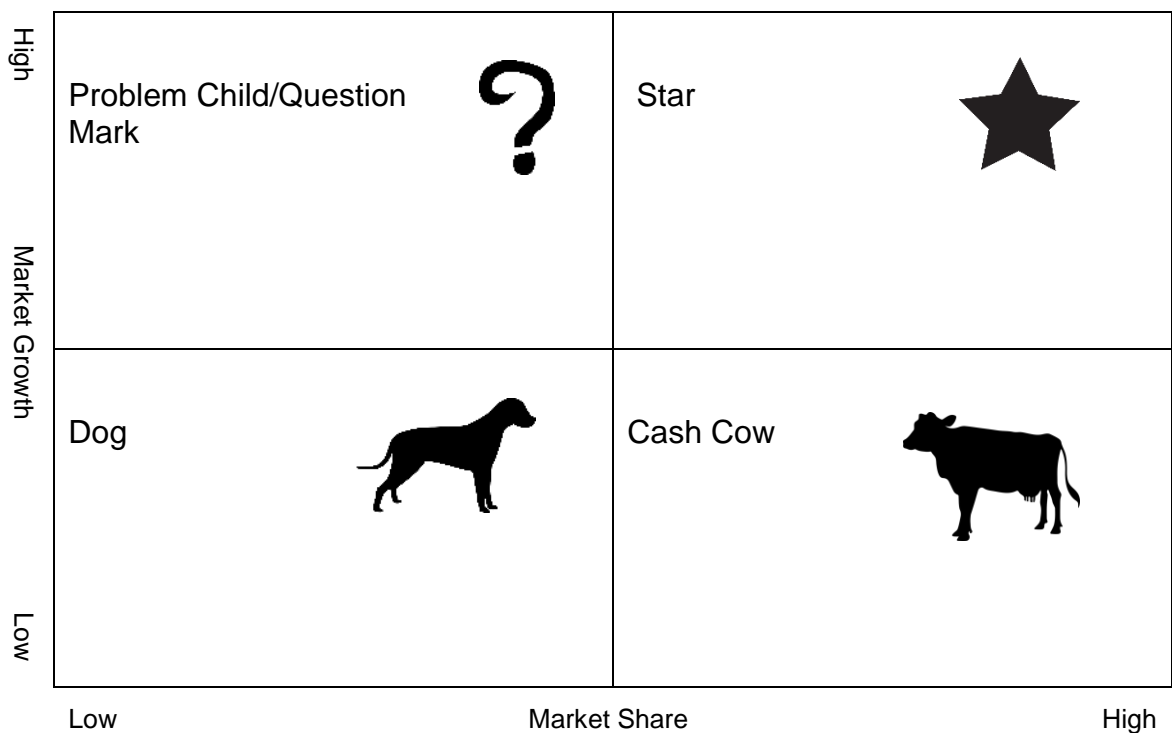 High
Problem Child/Question
Mark
Star
Market Growth
Dog
Cash Cow
Low
Low
Market Share
High